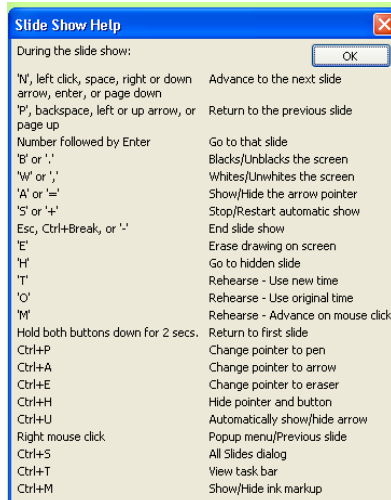 Slide Show Help
During the slide show:
OK
'N', left click, space, right or down arrow, enter, or page down Advance to the next slide
'P', backspace, left or up arrow, or page up Return to the previous slide
Number followed by Enter Go to that slide
'B' or '.' Blacks/Unblacks the screen
'W' or ',' Whites/Unwhites the screen
'A' or '=' Show/Hide the arrow pointer
'S' or '+' Stop/Restart automatic show
Esc, Ctrl+Break, or '-' End slide show
'E' Erase drawing on screen
'H' Go to hidden slide
'T' Rehearse - Use new time
'O' Rehearse - Use original time
'M' Rehearse - Advance on mouse click
Hold both buttons down for 2 secs. Return to first slide
Ctrl+P Change pointer to pen
Ctrl+A Change pointer to arrow
Ctrl+E Change pointer to eraser
Ctrl+H Hide pointer and button
Ctrl+U Automatically show/hide arrow
Right mouse click Popup menu/Previous slide
Ctrl+S All Slides dialog
Ctrl+T View task bar
Ctrl+M Show/Hide ink markup